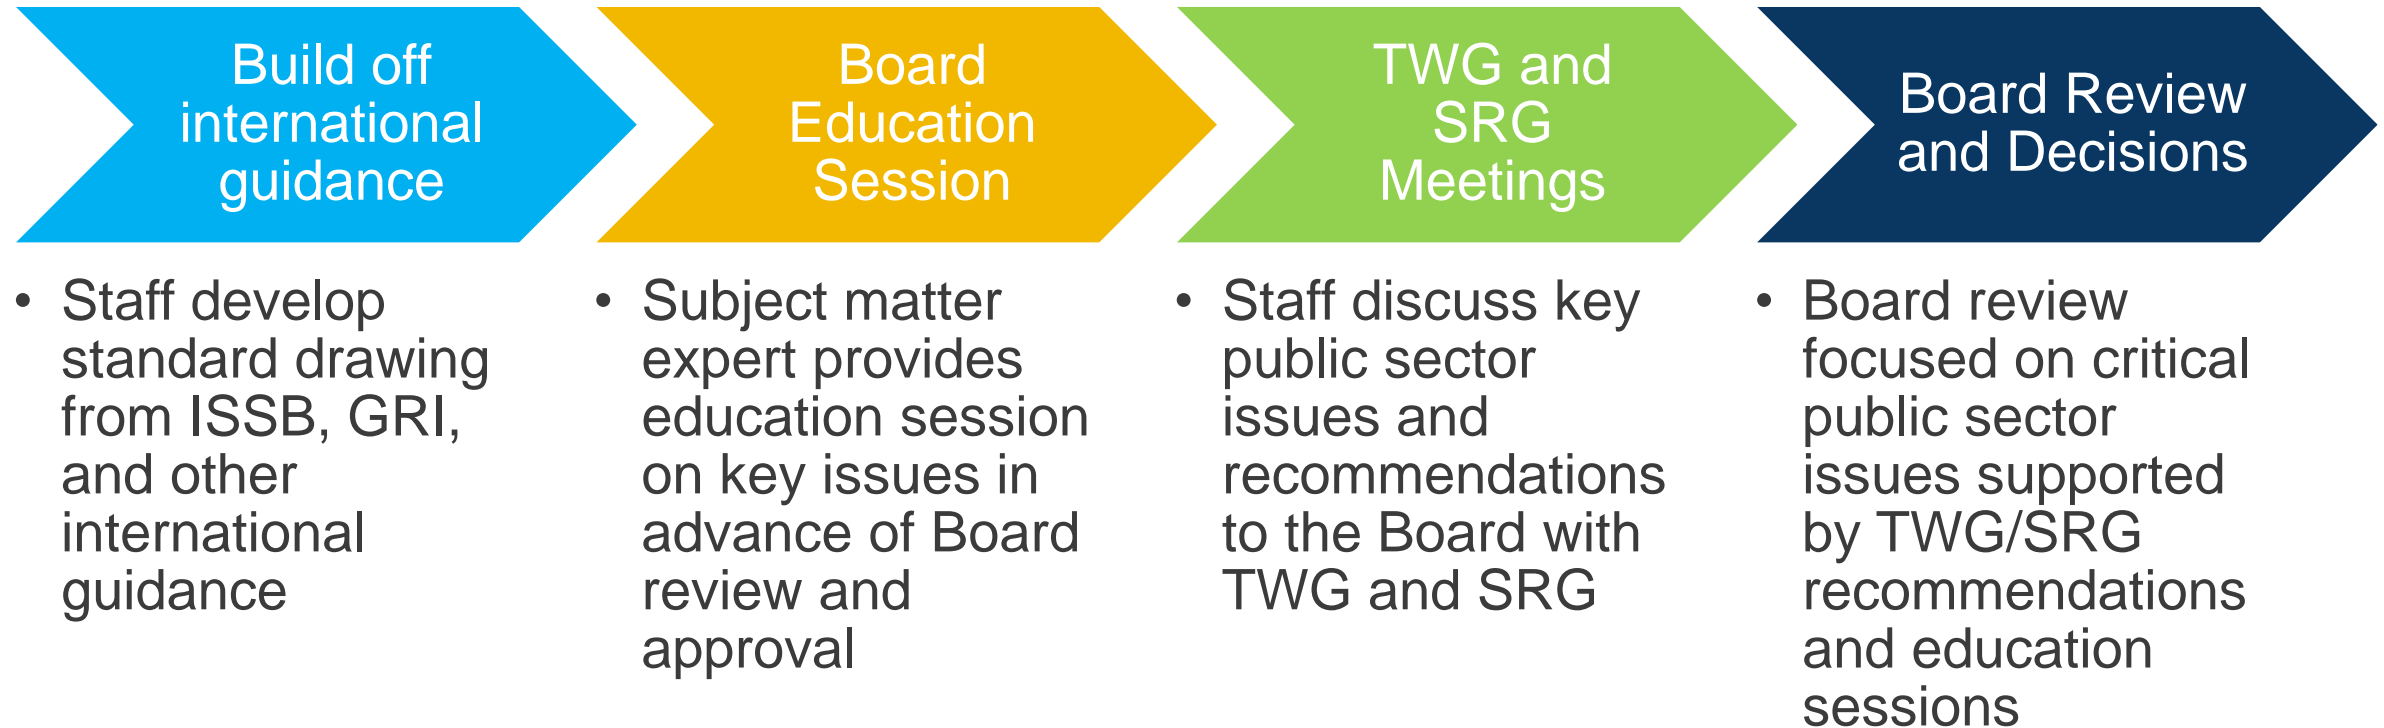 Build off
international
guidance
• Staff develop
standard drawing
from ISSB, GRI,
and other
international
guidance
Board
Education
Session
• Subject matter
expert provides
education session
on key issues in
advance of Board
review and
approval
TWG and
SRG
Meetings
• Staff discuss key
public sector
issues and
recommendations
to the Board with
TWG and SRG
Board Review
and Decisions
• Board review
focused on critical
public sector
issues supported
by TWG/SRG
recommendations
and education
sessions